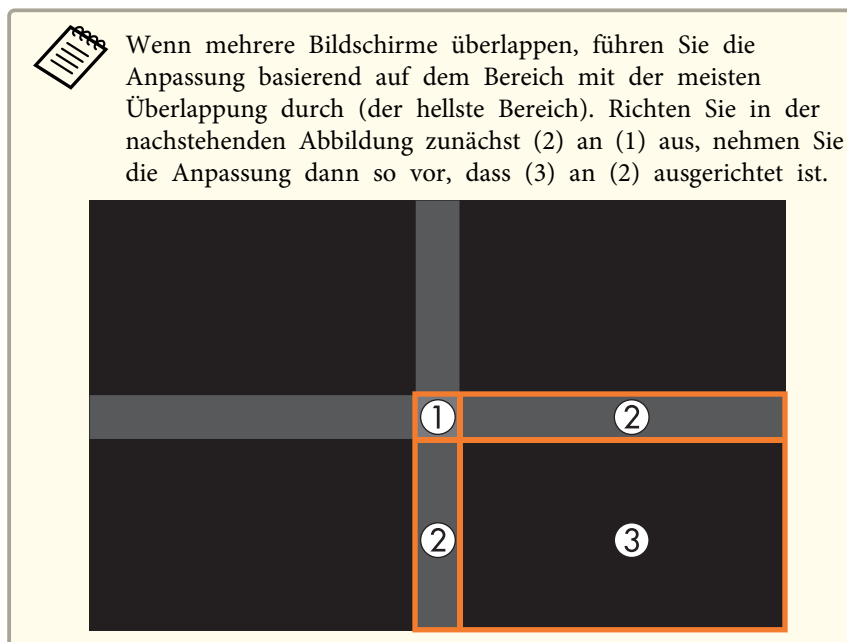 Wenn mehrere Bildschirme überlappen, führen Sie die
Anpassung basierend auf dem Bereich mit der meisten
Überlappung durch (der hellste Bereich). Richten Sie in der
nachstehenden Abbildung zunächst (2) an (1) aus, nehmen Sie
die Anpassung dann so vor, dass (3) an (2) ausgerichtet ist.
1 2
2 3